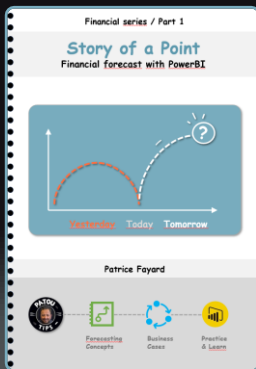 Financial series / Part 1
Story of a Point
Financial forecast with PowerBI
?
Yesterday Today Tomorrow
Patrice Fayard
PATOU
TIPS
Forecasting
Concepts
Business
Cases
Practice
& Learn